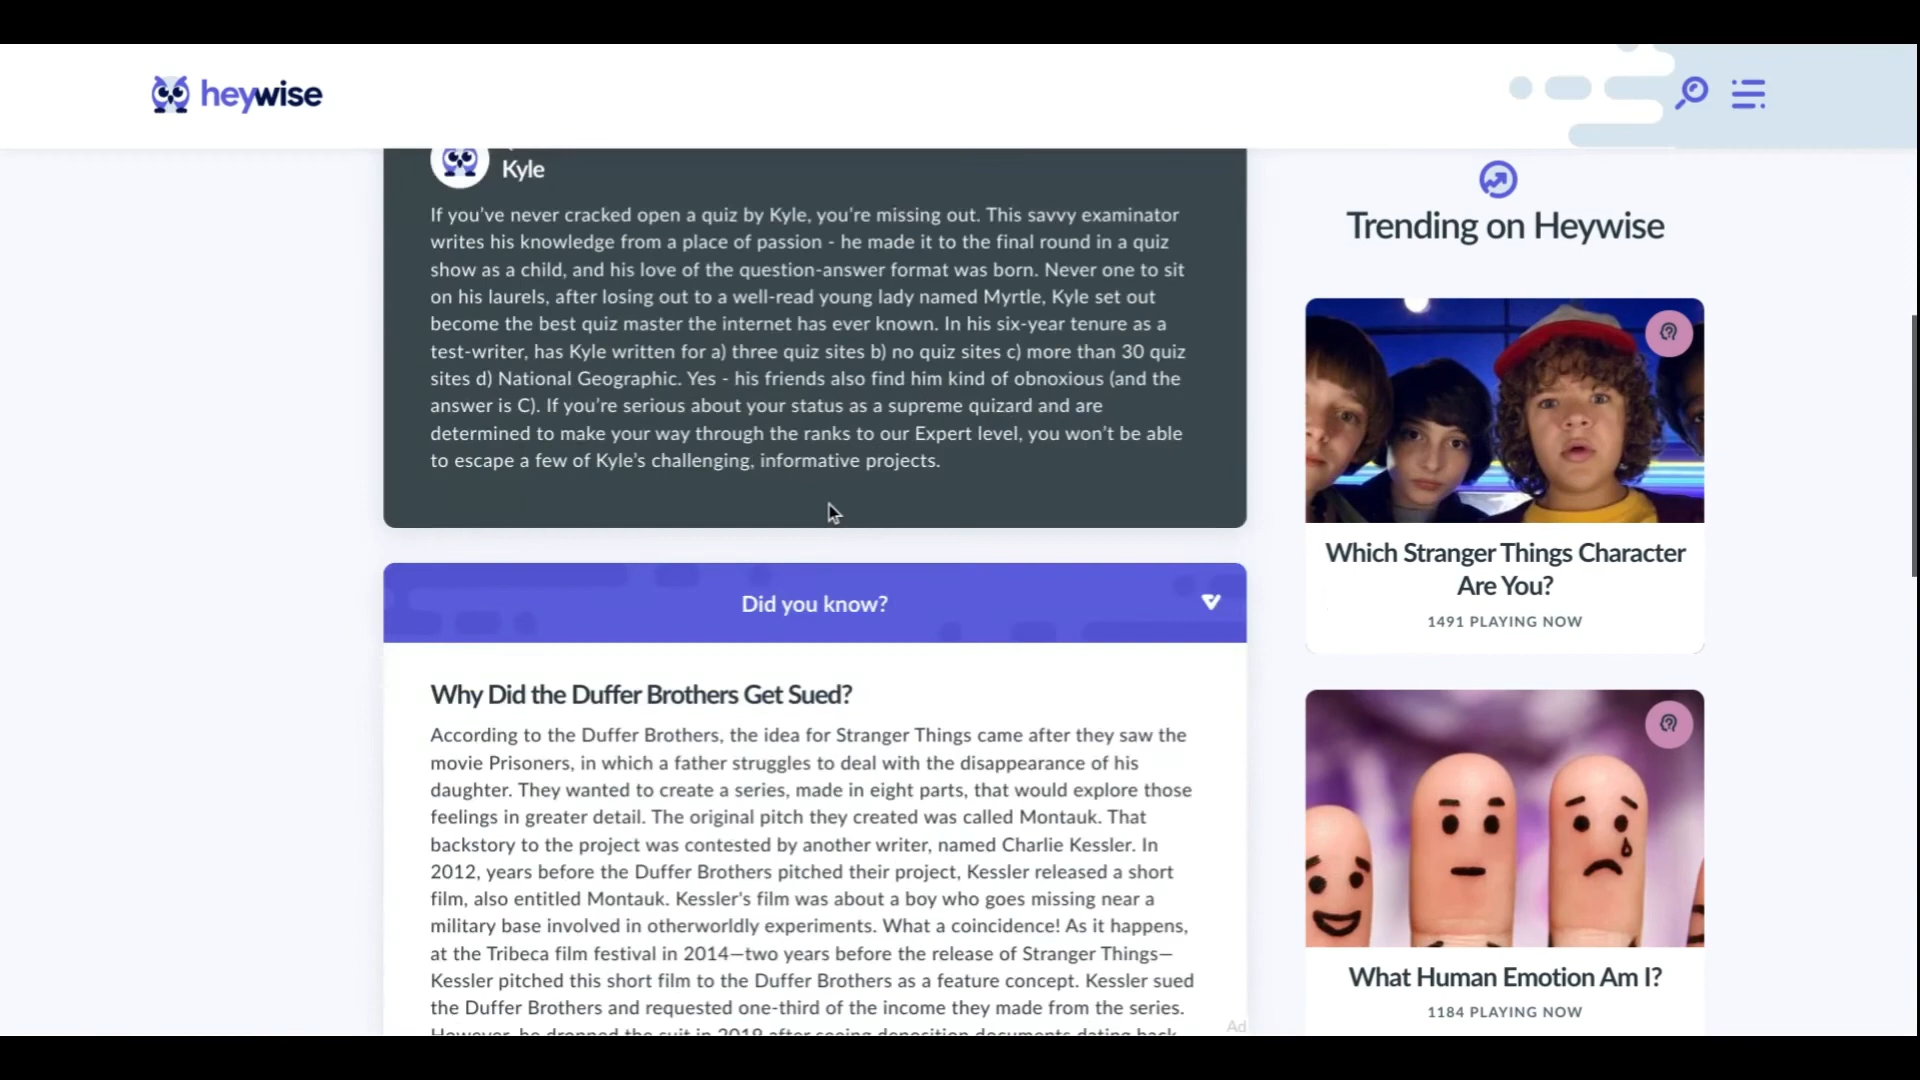 heywise
Kyle
If you've never cracked open a quiz by Kyle, you're missing out. This savvy examinator
writes his knowledge from a place of passion - he made it to the final round in a quiz
show as a child, and his love of the question-answer format was born. Never one to sit
on his laurels, after losing out to a well-read young lady named Myrtle, Kyle set out
become the best quiz master the internet has ever known. In his six-year tenure as a
test-writer, has Kyle written for a) three quiz sites b) no quiz sites c) more than 30 quiz
sites d) National Geographic. Yes - his friends also find him kind of obnoxious (and the
answer is C). If you're serious about your status as a supreme quizard and are
determined to make your way through the ranks to our Expert level, you won't be able
to escape a few of Kyle's challenging, informative projects.
Did you know?
Why Did the Duffer Brothers Get Sued?
According to the Duffer Brothers, the idea for Stranger Things came after they saw the
movie Prisoners, in which a father struggles to deal with the disappearance of his
daughter. They wanted to create a series, made in eight parts, that would explore those
feelings in greater detail. The original pitch they created was called Montauk. That
backstory to the project was contested by another writer, named Charlie Kessler. In
2012, years before the Duffer Brothers pitched their project, Kessler released a short
film, also entitled Montauk. Kessler's film was about a boy who goes missing near a
military base involved in otherworldly experiments. What a coincidence! As it happens,
at the Tribeca film festival in 2014—two years before the release of Stranger Things—
Kessler pitched this short film to the Duffer Brothers as a feature concept. Kessler sued
the Duffer Brothers and requested one-third of the income they made from the series.
However, he dropped the suit in 2019 after seeing deposition documents dating back
Ad
Trending on Heywise
Which Stranger Things Character
Are You?
1491 PLAYING NOW
What Human Emotion Am I?
1184 PLAYING NOW